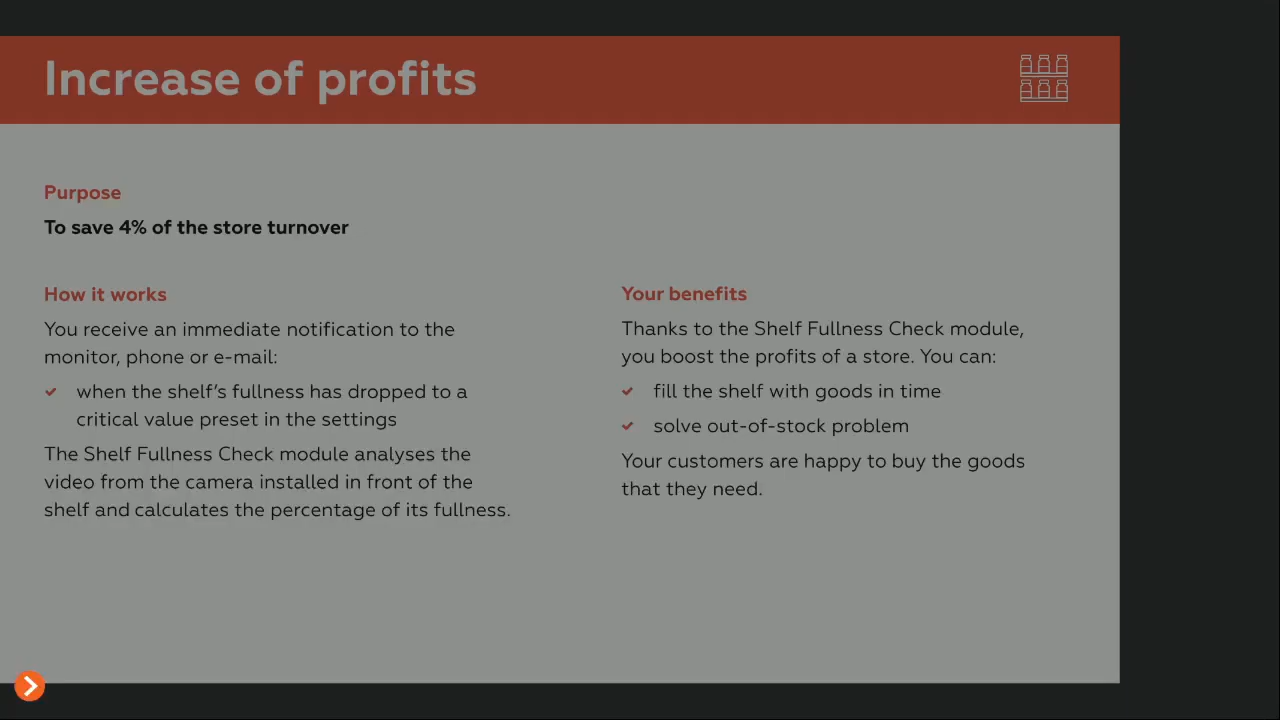 Increase of profits
Purpose
To save 4% of the store turnover
How it works
You receive an immediate notification to the
monitor, phone or e-mail:
when the shelf's fullness has dropped to a
critical value preset in the settings
The Shelf Fullness Check module analyses the
video from the camera installed in front of the
shelf and calculates the percentage of its fullness.
Your benefits
Thanks to the Shelf Fullness Check module,
you boost the profits of a store. You can:
fill the shelf with goods in time
solve out-of-stock problem
Your customers are happy to buy the goods
that they need.